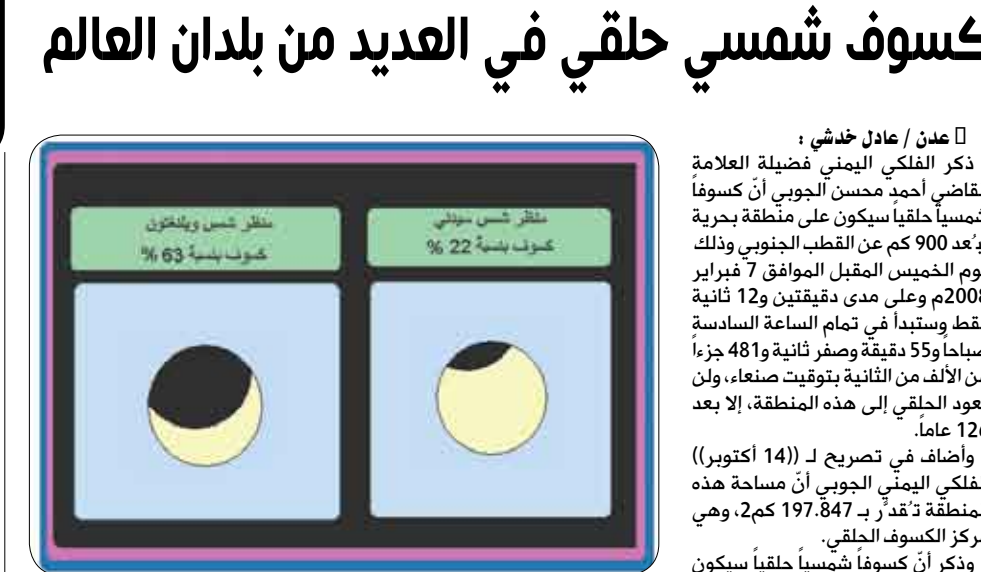 كسوف شمسي حلقي في العديد من بلدان العالم
عدن / عادل خدشي :
ذكر الفلكي اليمني فضيلة العلامة
لقاضي أحمد محسن الجوبي أنّ كسوفاً
شمسياً حلقياً سيكون على منطقة بحرية
بُعد 900 كم عن القطب الجنوبي وذلك
يوم الخميس المقبل الموافق 7 فبراير
2008م وعلى مدى دقيقتين و12 ثانية
فقط وستبدأ في تمام الساعة السادسة
صباحاً و55 دقيقة وصفر ثانية و481 جزءاً
من الألف من الثانية بتوقيت صنعاء، ولن
يعود الحلقي إلى هذه المنطقة، إلا بعد
126 عاماً.
وأضاف في تصريح لـ ((14 أكتوبر))
لفلكي اليمني الجوبي أنّ مساحة هذه
لمنطقة تُقدّر بـ 197.847 كم2، وهي
مركز الكسوف الحلقي.
وذكر أنّ كسوفاً شمسياً حلقياً سيكون
منظر شمس سيدني
كسوف بنسبة 22 %
منظر شمس ويلنغتون
كسوف بنسبة 63 %